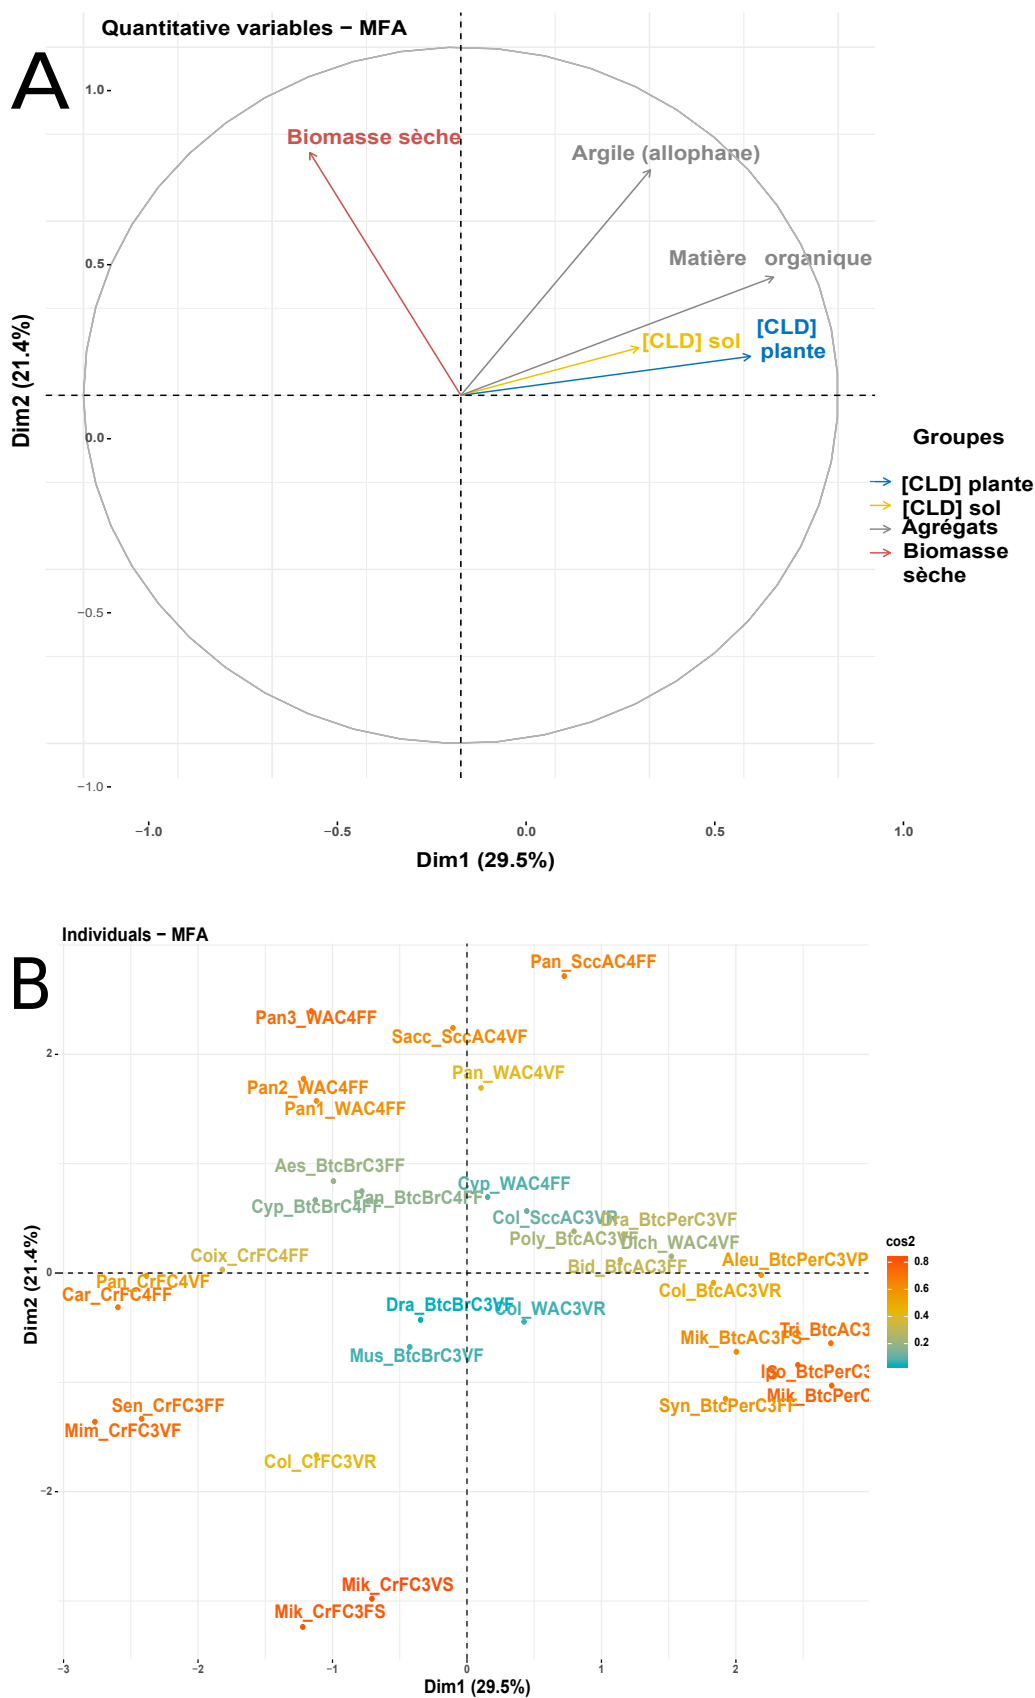 Quantitative variables − MFA
A
Biomasse sèche
Argile (allophane)
Matière organique
[CLD] sol
[CLD]
plante
1.0
0.5
0.0
−0.5
−1.0
Dim2 (21.4%)
−1.0 −0.5 0.0 0.5 1.0
Dim1 (29.5%)
Groupes
[CLD] plante
[CLD] sol
Agrégats
Biomasse
sèche
Individuals − MFA
B
Pan_SccAC4FF
Pan3_WAC4FF
Sacc_SccAC4VF
Pan_WAC4VF
Pan2_WAC4FF
Pan1_WAC4FF
Aes_BtcBrC3FF
Cyp_WAC4FF
Cyp_BtcBrC4FF
Pan_BtcBrC4FF
Col_SccAC3VR
Dra_BtcPerC3VF
Poly_BtcAC3VF
Dich_WAC4VF
Coix_CrFC4FF
Bid_BtcAC3FF
Aleu_BtcPerC3VP
Pan_CrFC4VF
Col_BtcAC3VR
Car_CrFC4FF
Dra_BtcBrC3VF
Col_WAC3VR
Tri_BtcAC3
Mik_BtcAC3FS
Mus_BtcBrC3VF
Ipo_BtcPerC3
Mik_BtcPerC
Sen_CrFC3FF
Syn_BtcPerC3FF
Mim_CrFC3VF
Col_CrFC3VR
Mik_CrFC3VS
Mik_CrFC3FS
2
0
−2
Dim2 (21.4%)
−3 −2 −1 0 1 2
Dim1 (29.5%)
cos2
0.8
0.6
0.4
0.2